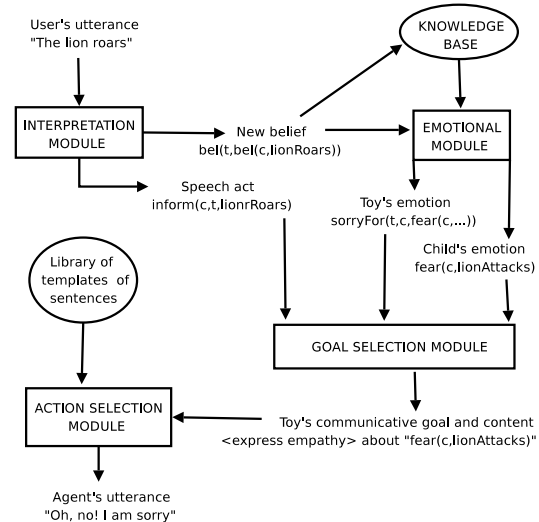 User's utterance
"The lion roars"
KNOWLEDGE
BASE
INTERPRETATION
MODULE
New belief
bel(t,bel(c,lionRoars))
EMOTIONAL
MODULE
Speech act
inform(c,t,lionrRoars)
Toy's emotion
sorryFor(t,c,fear(c,...))
Child's emotion
fear(c,lionAttacks)
Library of
templates of
sentences
GOAL SELECTION MODULE
ACTION SELECTION
MODULE
Toy's communicative goal and content
<express empathy> about "fear(c,lionAttacks)"
Agent's utterance
"Oh, no! I am sorry"